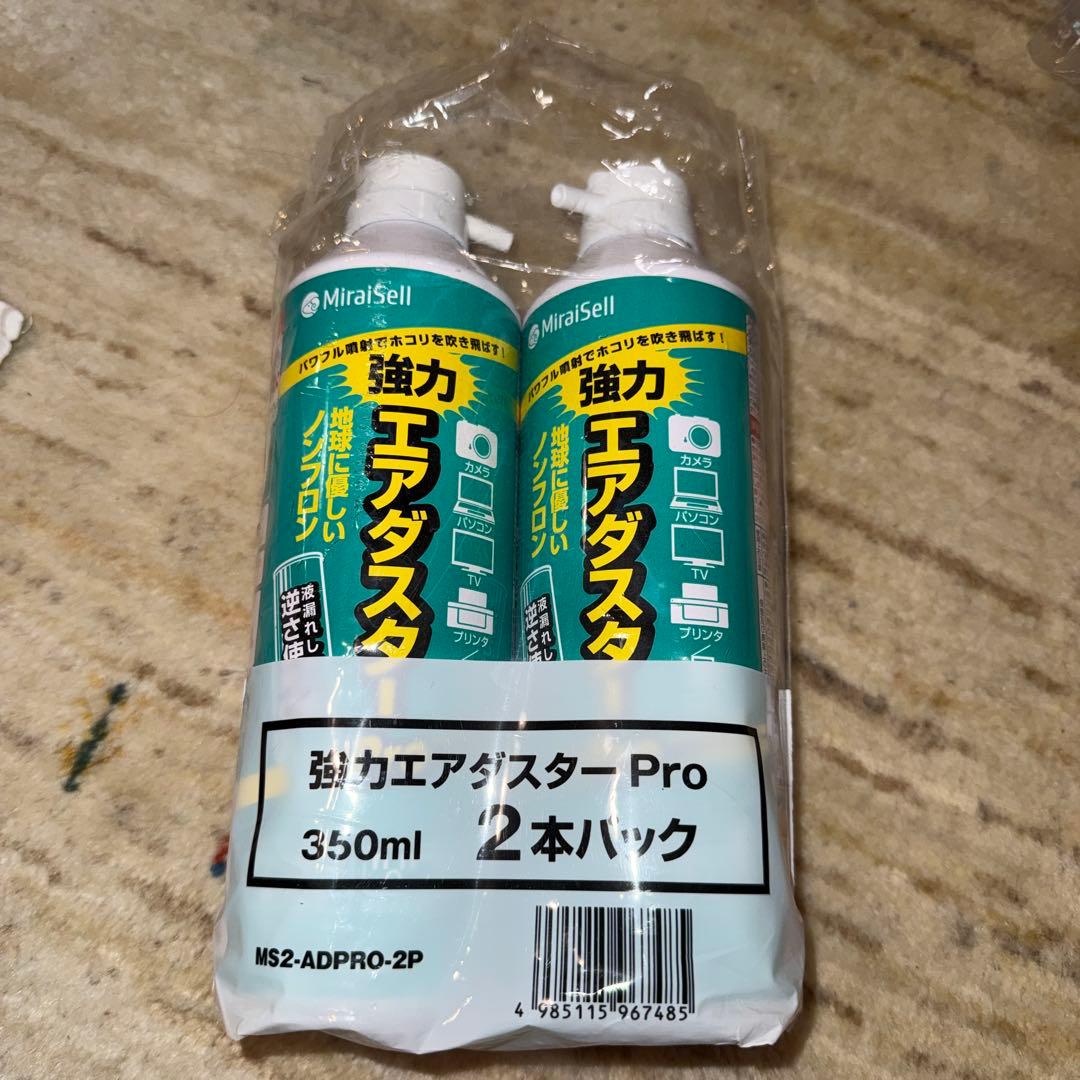 MiraiSell
パワフル噴射でホコリを吹き飛ばす!
強力
エアダスター
地球に優しい
ノンフロン
カメラ
パソコン
TV
プリンタ
液漏れし
逆さ使
MiraiSell
パワフル噴射でホコリを吹き飛ばす!
強力
エアダスター
地球に優しい
ノンフロン
カメラ
パソコン
TV
プリンタ
液漏れし
逆さ使
強力エアダスター Pro
350ml 2本パック
MS2-ADPRO-2P
4 985115 967485